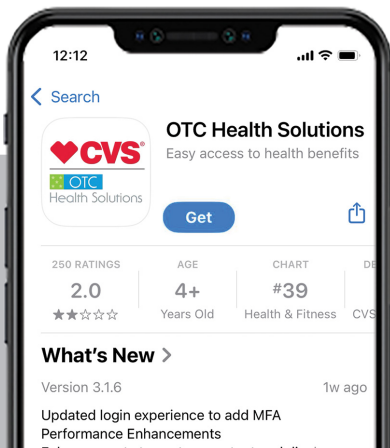 12:12
Search
CVS®
OTC
Health Solutions
OTC Health Solutions
Easy access to health benefits
Get
250 RATINGS
AGE
CHART
2.0
4+
#39
Years Old
Health & Fitness
CVS
What's New
Version 3.1.6
1w ago
Updated login experience to add MFA
Performance Enhancements